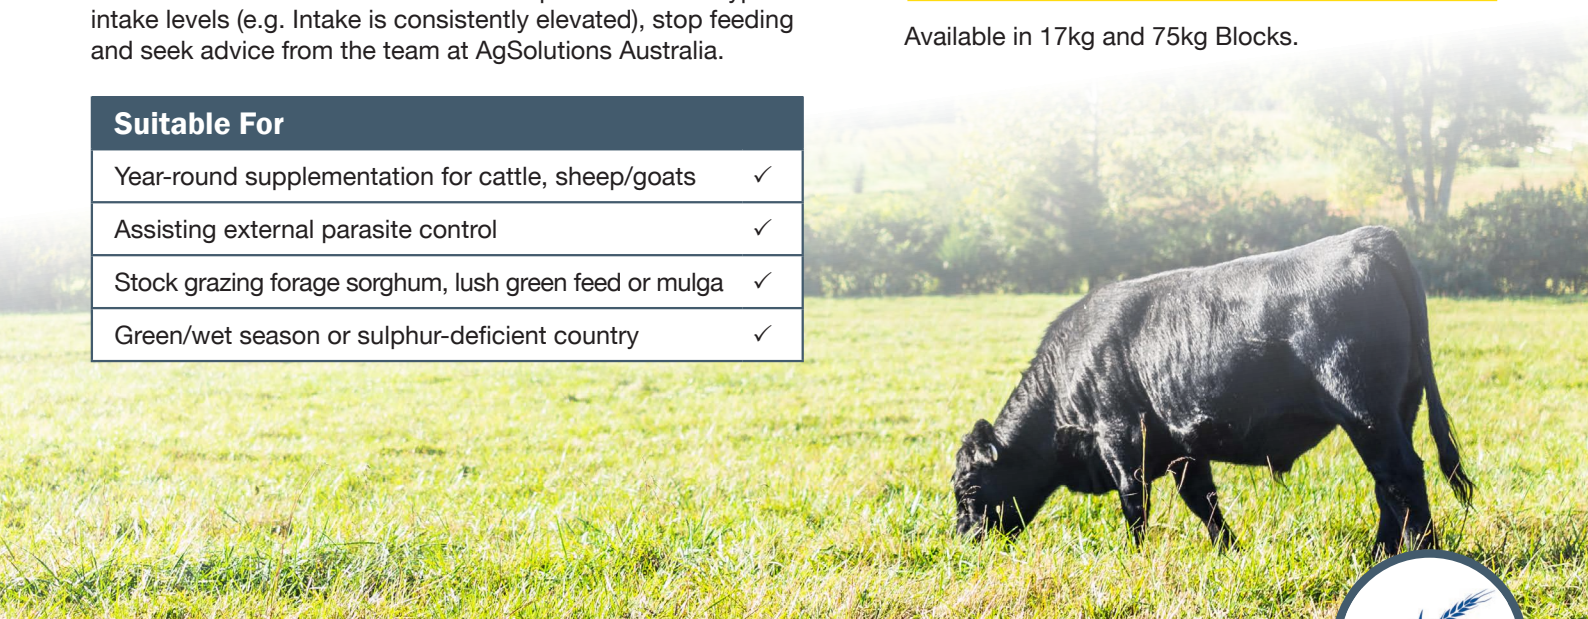 intake levels (e.g. Intake is consistently elevated), stop feeding
and seek advice from the team at AgSolutions Australia.
Available in 17kg and 75kg Blocks.
Suitable For
Year-round supplementation for cattle, sheep/goats ✓
Assisting external parasite control ✓
Stock grazing forage sorghum, lush green feed or mulga ✓
Green/wet season or sulphur-deficient country ✓